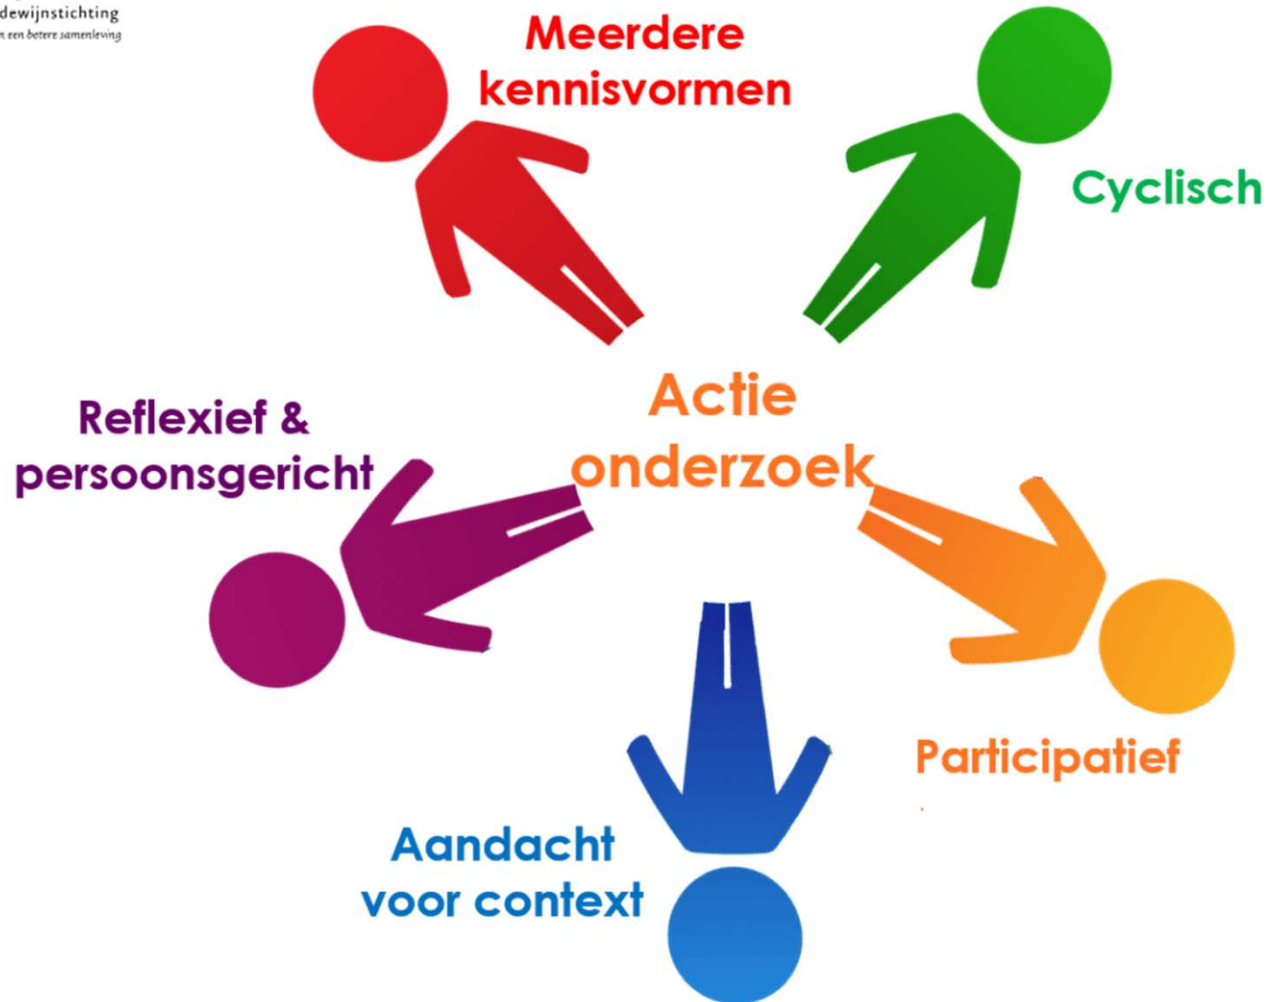 dewijnstichting
een betere samenleving
Meerdere
kennisvormen
Cyclisch
Actie
onderzoek
Reflexief &
persoonsgericht
Participatief
Aandacht
voor context